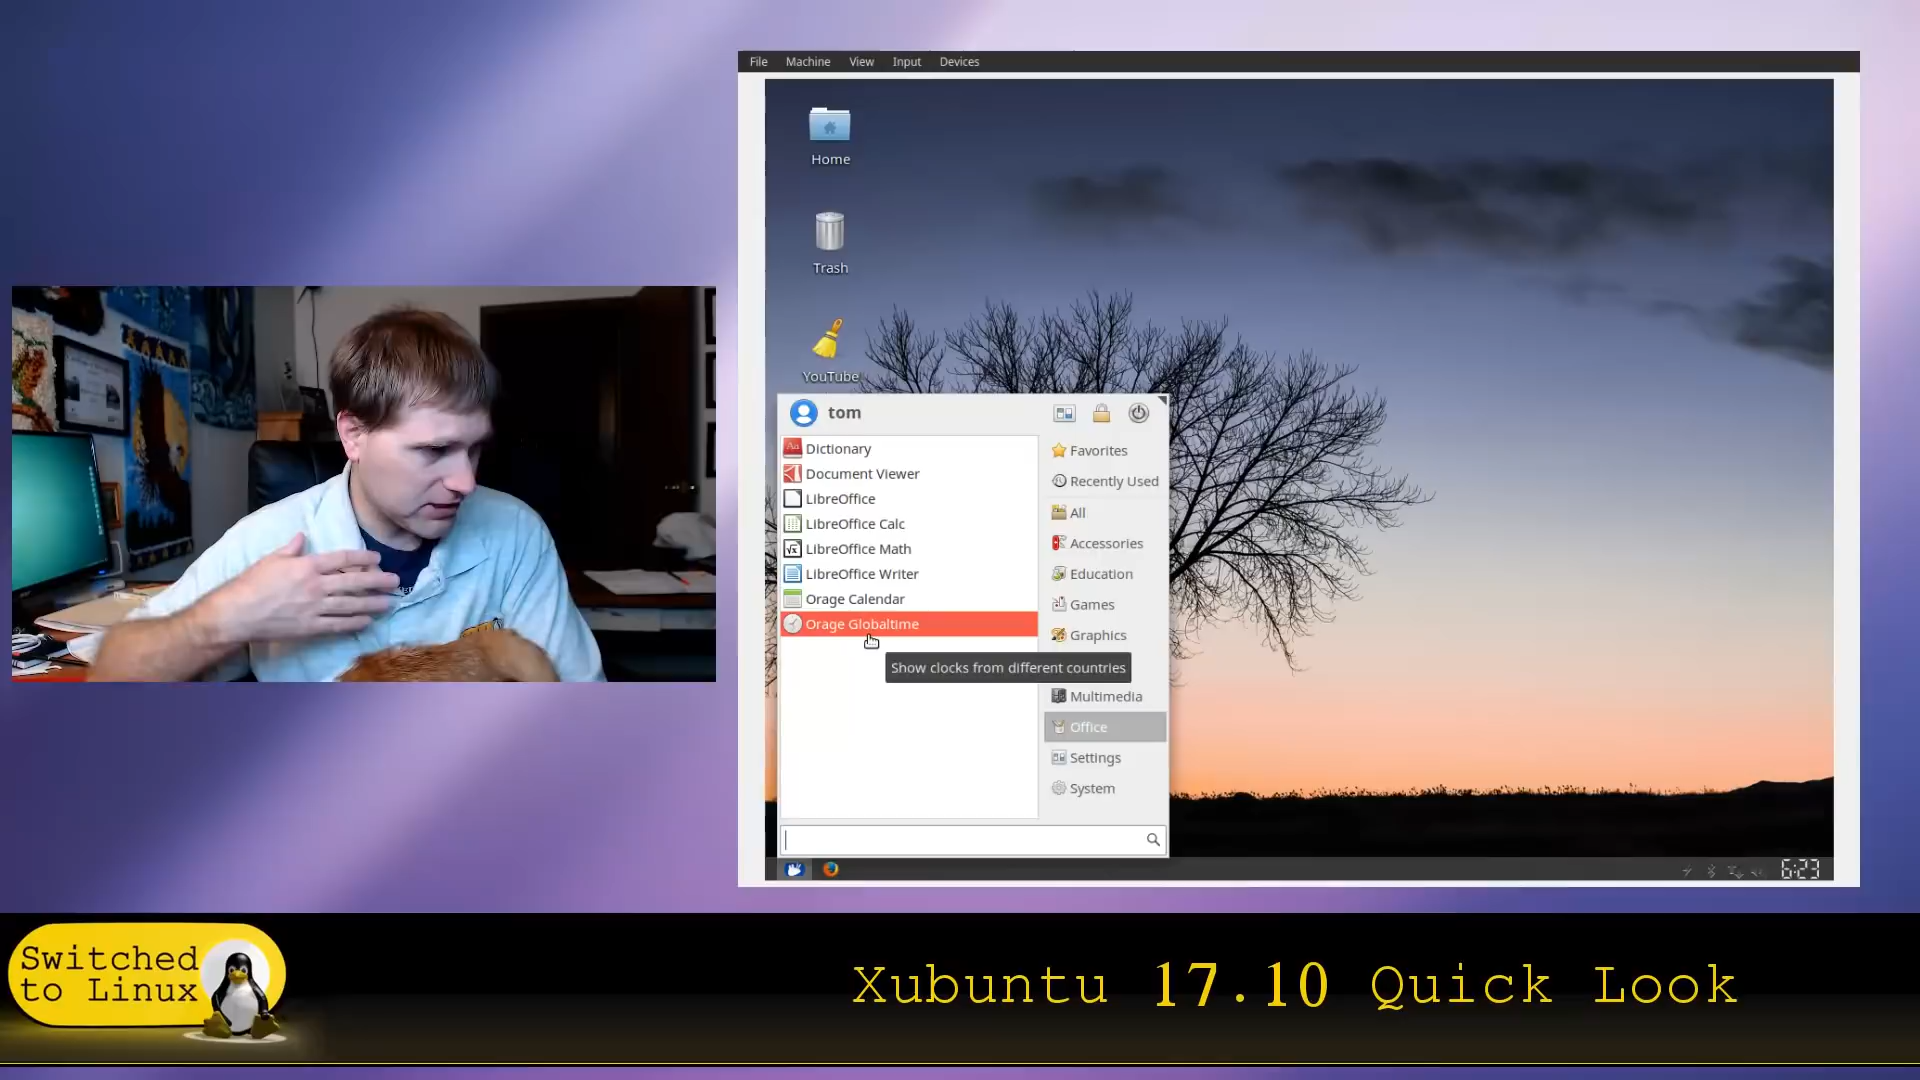 File Machine View Input Devices
Home
Trash
YouTube
tom
Dictionary
Document Viewer
LibreOffice
LibreOffice Calc
LibreOffice Math
LibreOffice Writer
Orage Calendar
Orage Globaltime
Show clocks from different countries
Favorites
Recently Used
All
Accessories
Education
Games
Graphics
Multimedia
Office
Settings
System
6:23
Switched
to Linux
Xubuntu 17.10 Quick Look